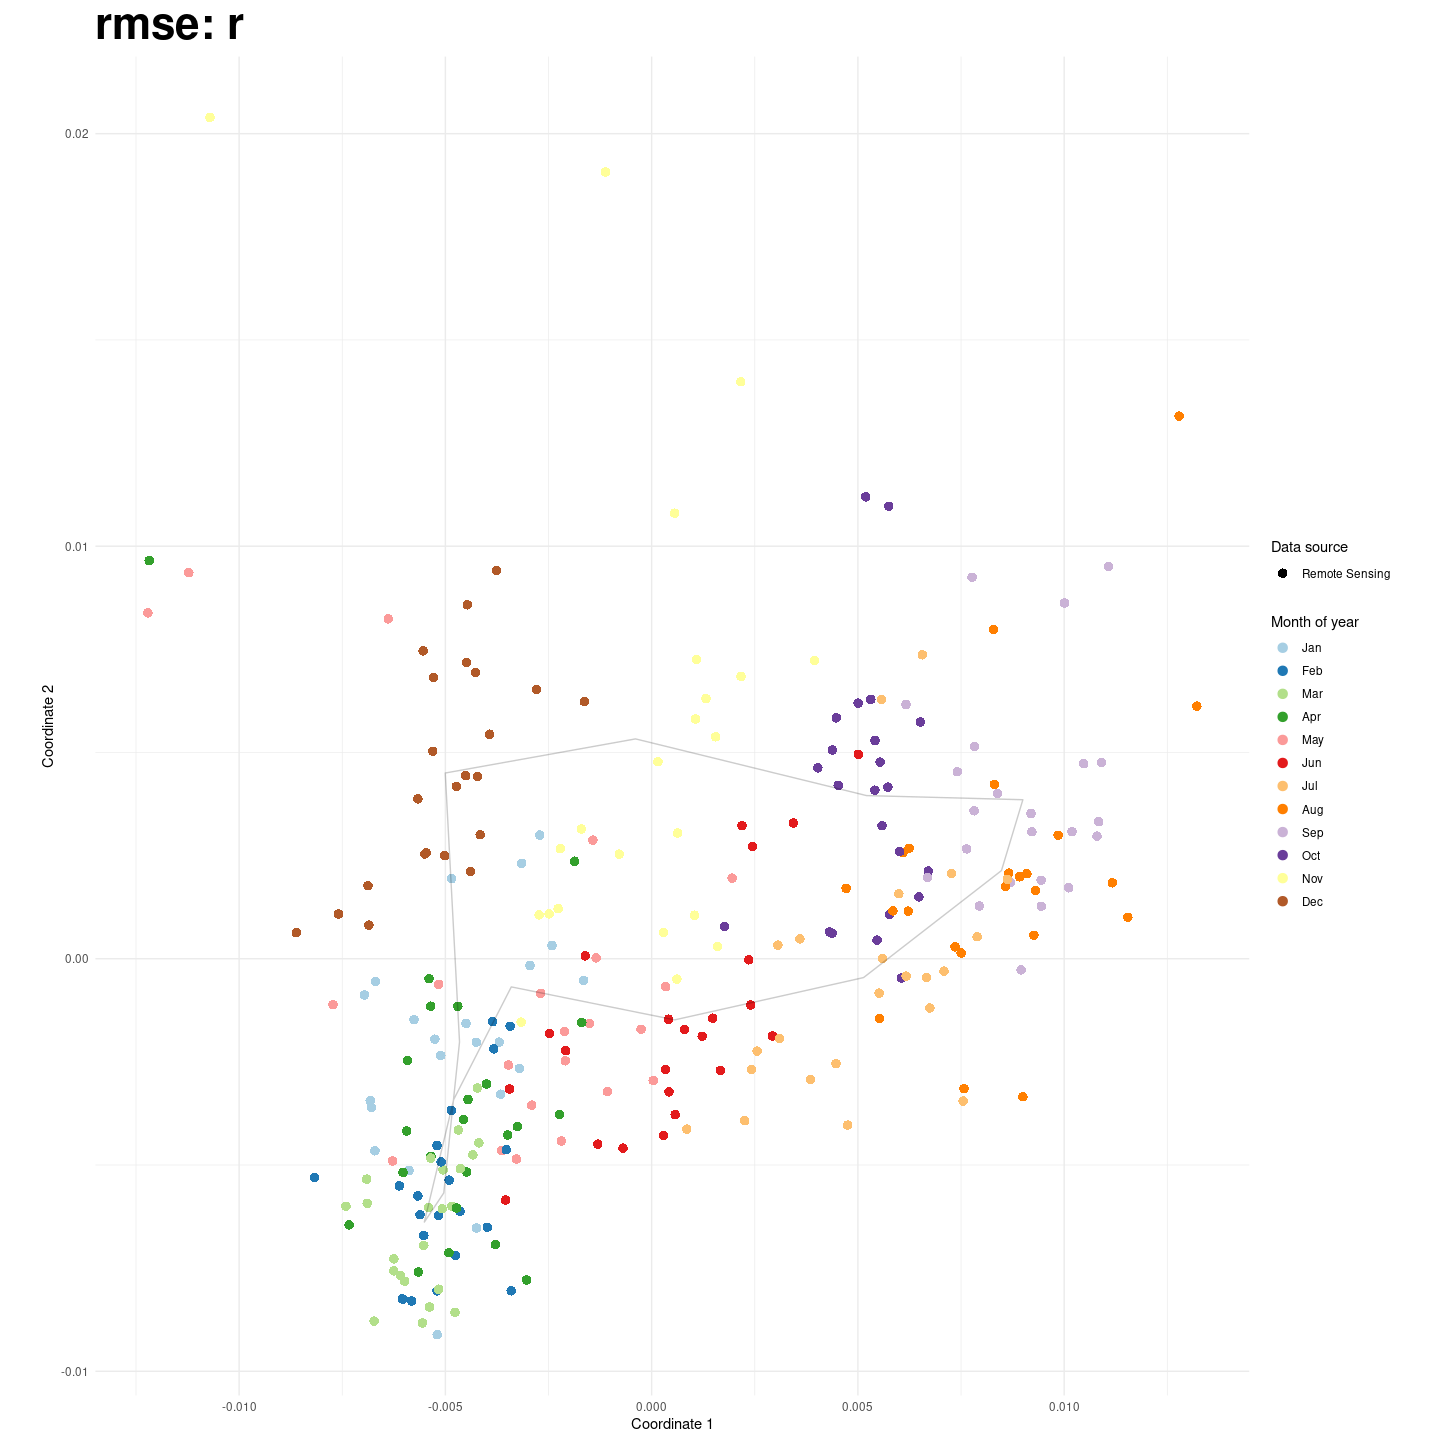 rmse: r
0.02
0.01
0.00
-0.01
Coordinate 2
-0.010
-0.005
0.000
0.005
0.010
Coordinate 1
Data source
Remote Sensing
Month of year
Jan
Feb
Mar
Apr
May
Jun
Jul
Aug
Sep
Oct
Nov
Dec